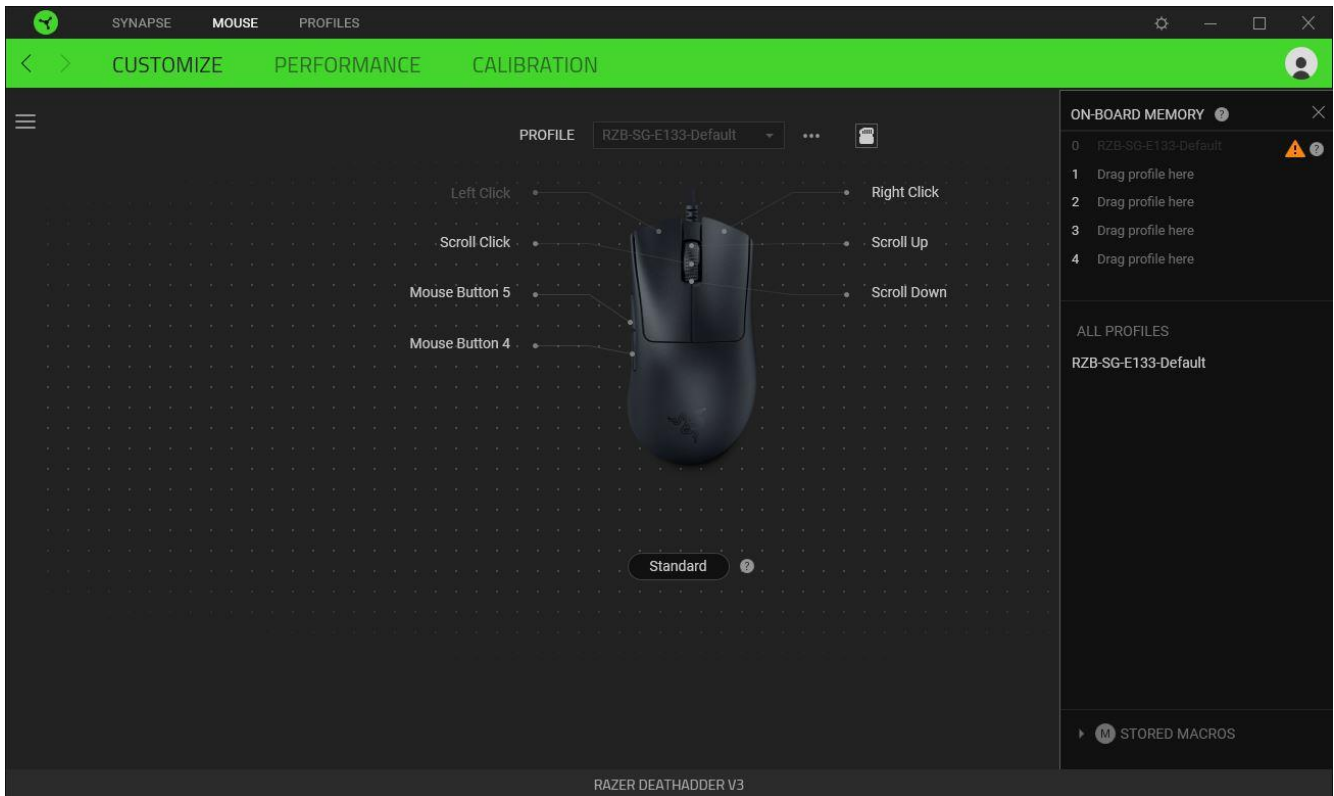 SYNAPSE MOUSE PROFILES
CUSTOMIZE PERFORMANCE CALIBRATION
PROFILE RZB-SG-E133-Default
Left Click
Scroll Click
Mouse Button 5
Mouse Button 4
Right Click
Scroll Up
Scroll Down
Standard ?
ON-BOARD MEMORY ?
0 RZB-SG-E133-Default ?
1 Drag profile here
2 Drag profile here
3 Drag profile here
4 Drag profile here
ALL PROFILES
RZB-SG-E133-Default
M STORED MACROS
RAZER DEATHADDER V3